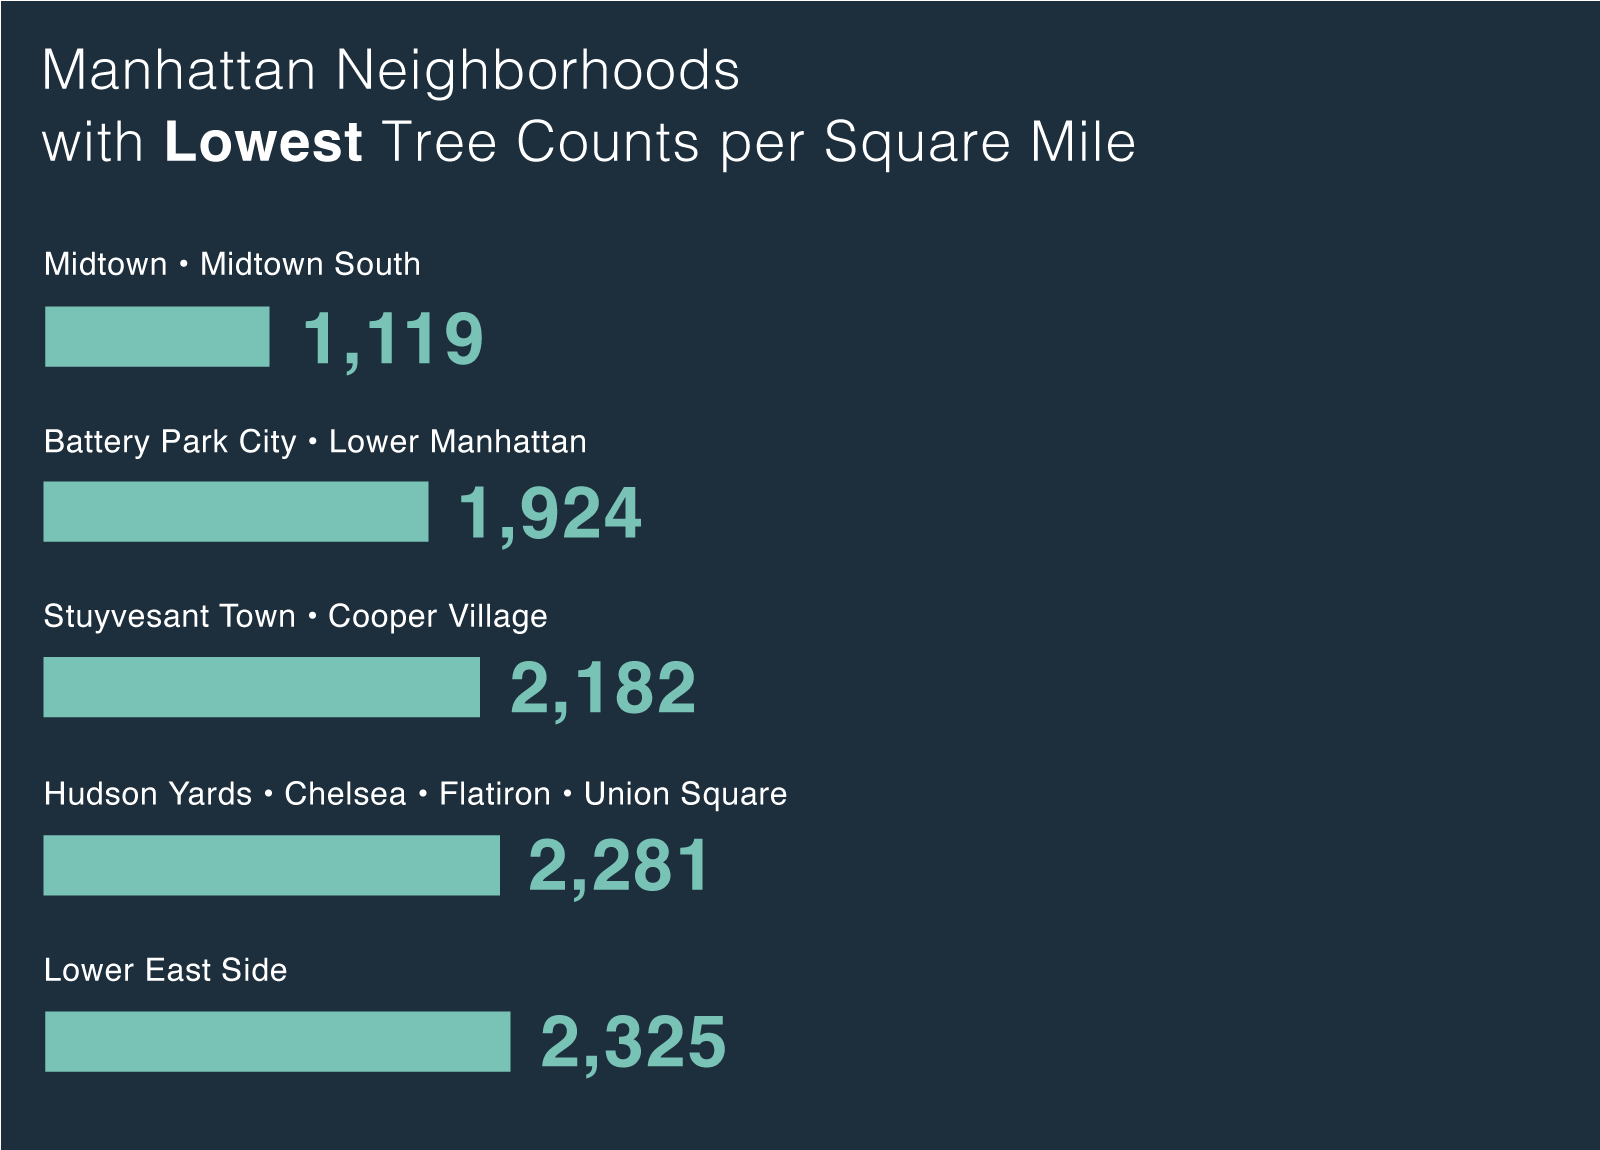 Manhattan Neighborhoods
with Lowest Tree Counts per Square Mile
Midtown • Midtown South
1,119
Battery Park City • Lower Manhattan
1,924
Stuyvesant Town • Cooper Village
2,182
Hudson Yards • Chelsea • Flatiron • Union Square
2,281
Lower East Side
2,325